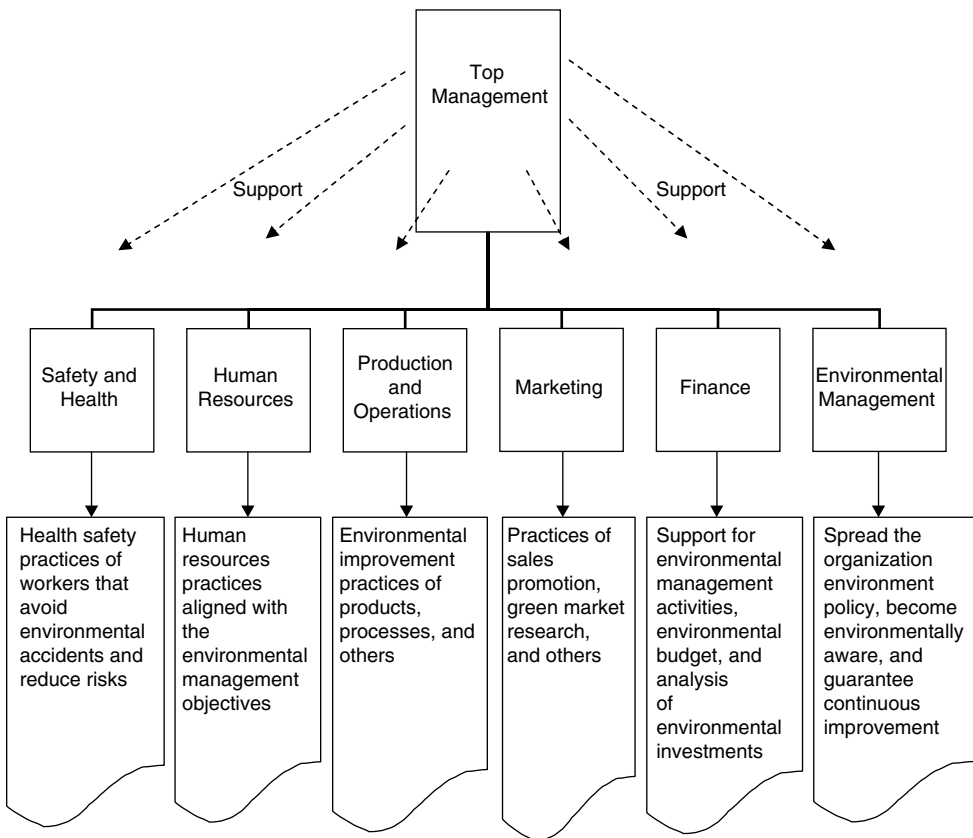 Top
Management
Support
Support
Safety and
Health
Human
Resources
Production
and
Operations
Marketing
Finance
Environmental
Management
Health safety
practices of
workers that
avoid
environmental
accidents and
reduce risks
Human
resources
practices
aligned with
the
environmental
management
objectives
Environmental
improvement
practices of
products,
processes, and
others
Practices of
sales
promotion,
green market
research,
and others
Support for
environmental
management
activities,
environmental
budget, and
analysis
of
environmental
investments
Spread the
organization
environment
policy, become
environmentally
aware, and
guarantee
continuous
improvement